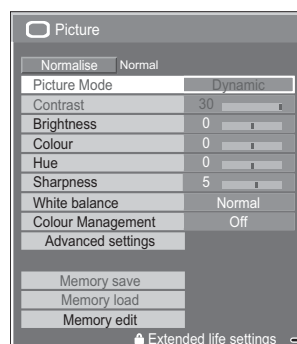 Picture
Normalise Normal
Picture Mode Dynamic
Contrast 30
Brightness 0
Colour 0
Hue 0
Sharpness 5
White balance Normal
Colour Management Off
Advanced settings
Memory save
Memory load
Memory edit
Extended life settings